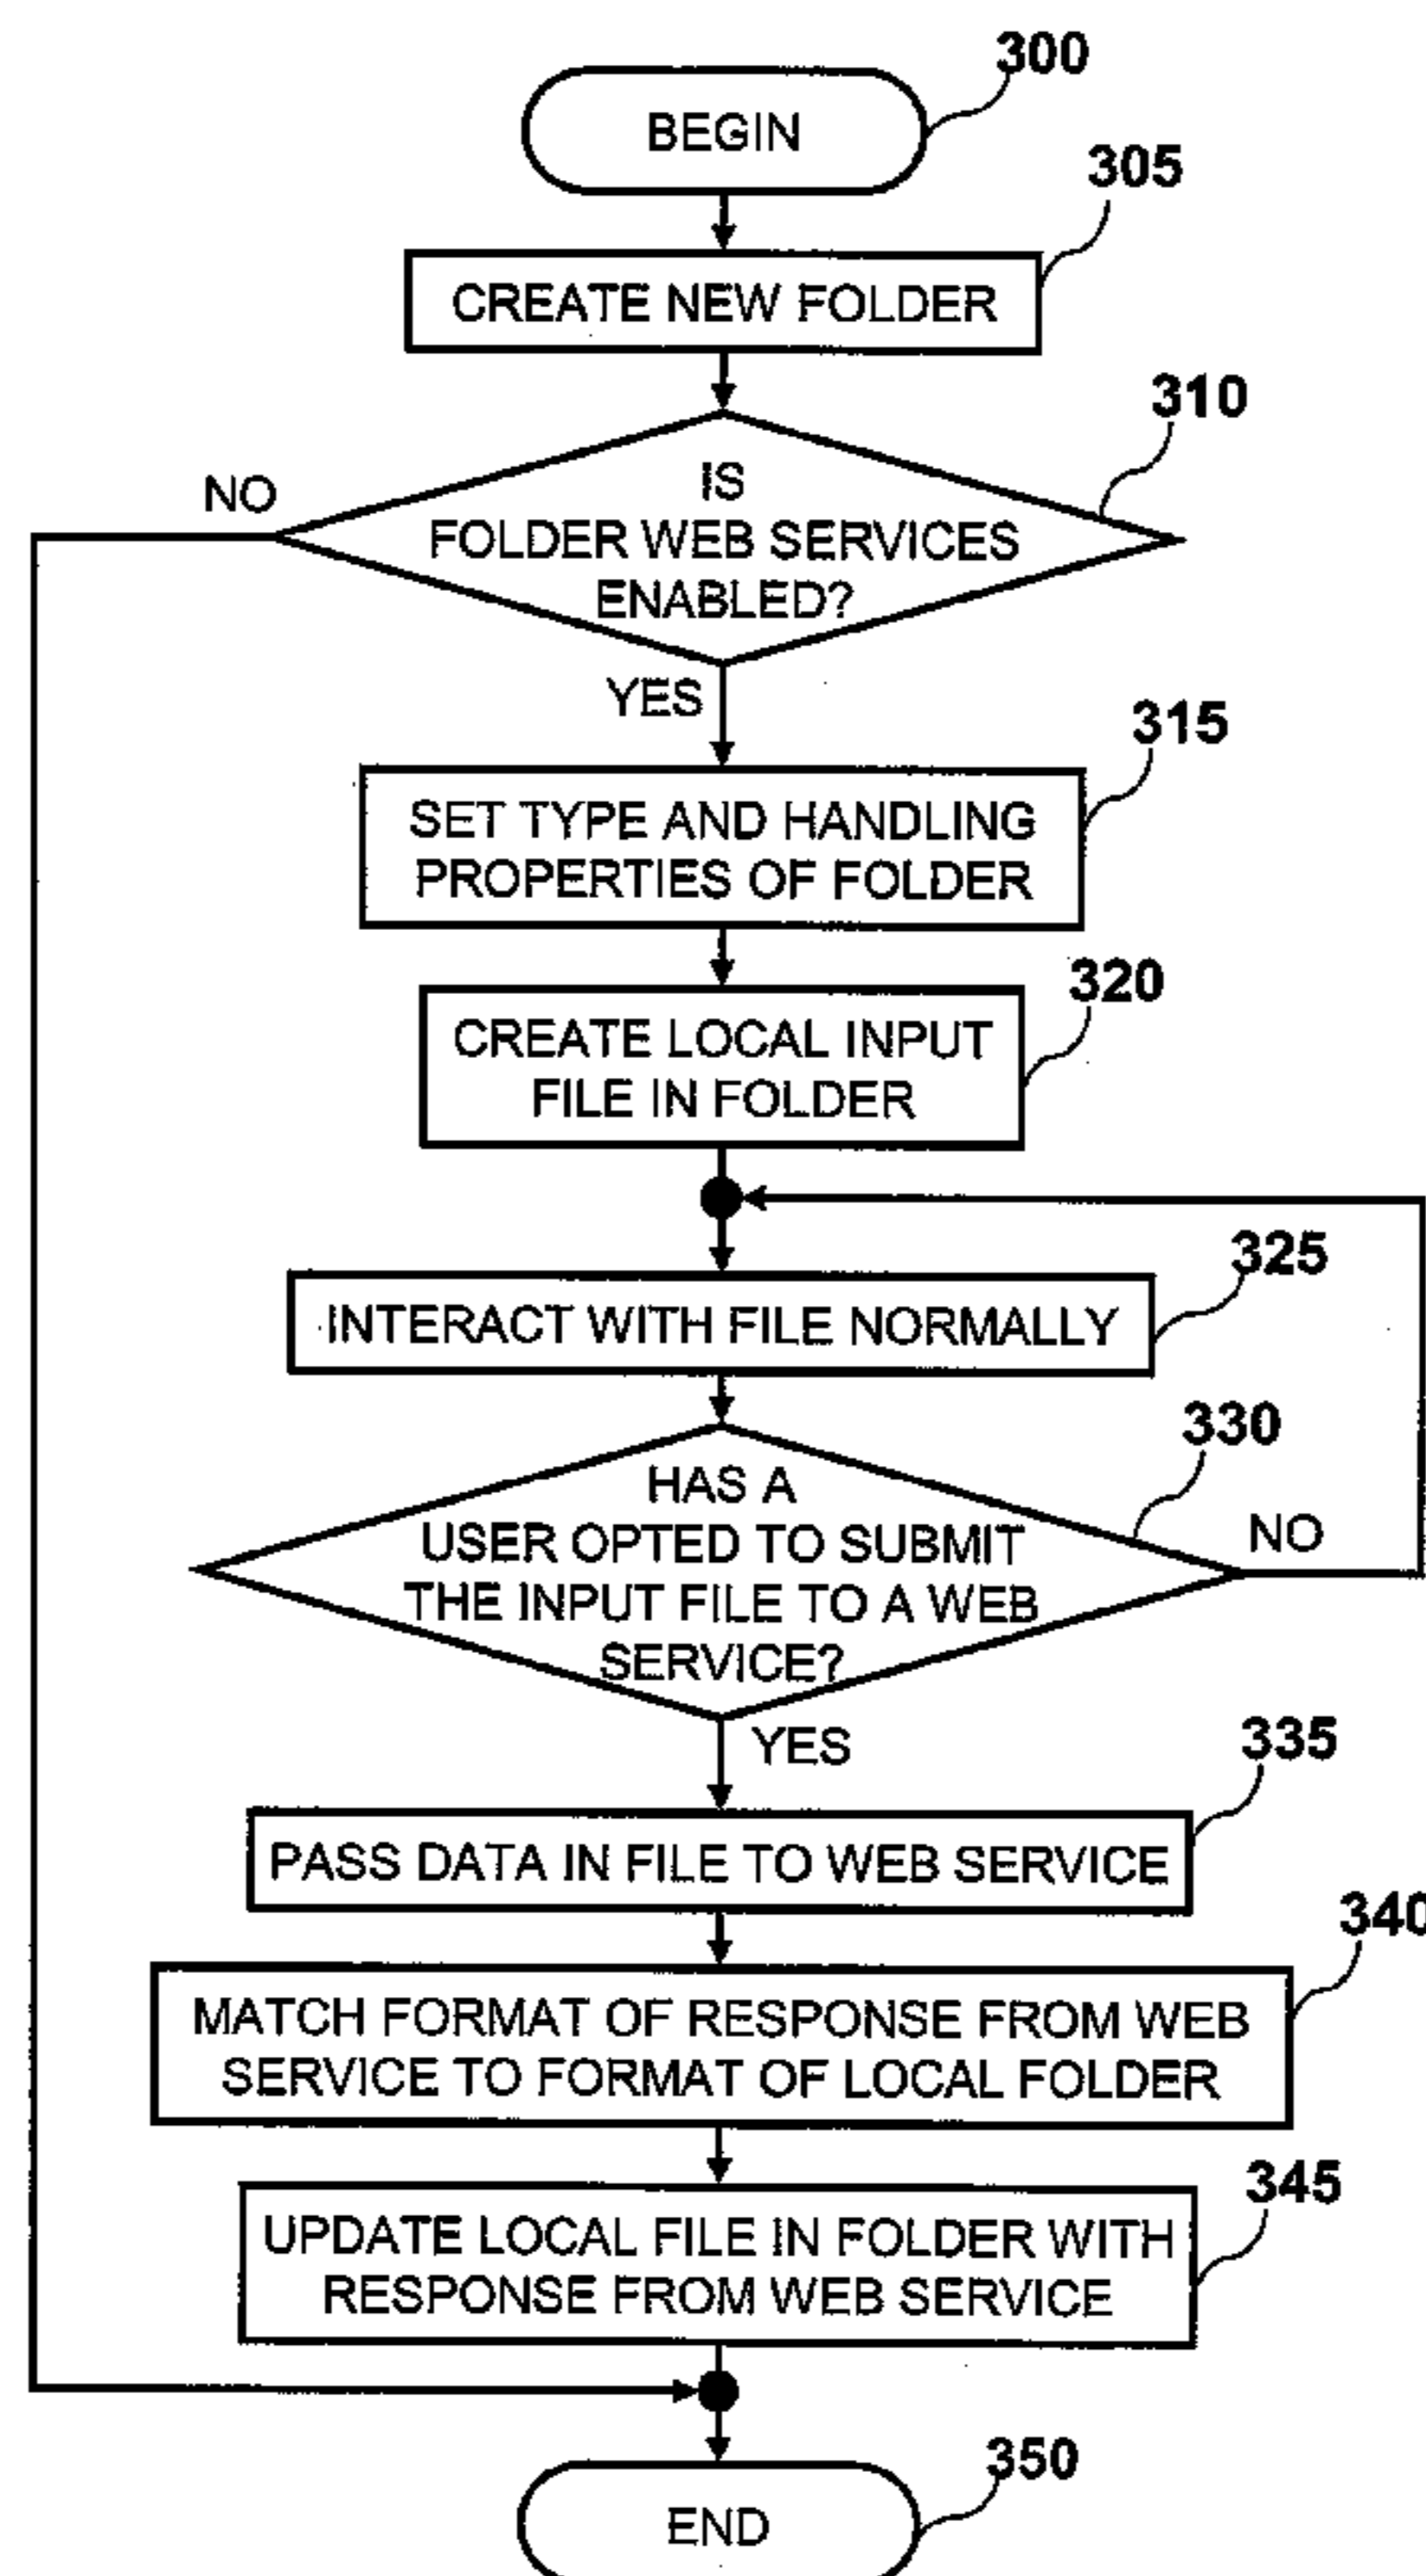 300
BEGIN
305
CREATE NEW FOLDER
310
NO
IS
FOLDER WEB SERVICES
ENABLED?
YES
315
SET TYPE AND HANDLING
PROPERTIES OF FOLDER
320
CREATE LOCAL INPUT
FILE IN FOLDER
325
INTERACT WITH FILE NORMALLY
330
HAS A
USER OPTED TO SUBMIT
THE INPUT FILE TO A WEB
SERVICE?
NO
YES
335
PASS DATA IN FILE TO WEB SERVICE
340
MATCH FORMAT OF RESPONSE FROM WEB
SERVICE TO FORMAT OF LOCAL FOLDER
345
UPDATE LOCAL FILE IN FOLDER WITH
RESPONSE FROM WEB SERVICE
350
END